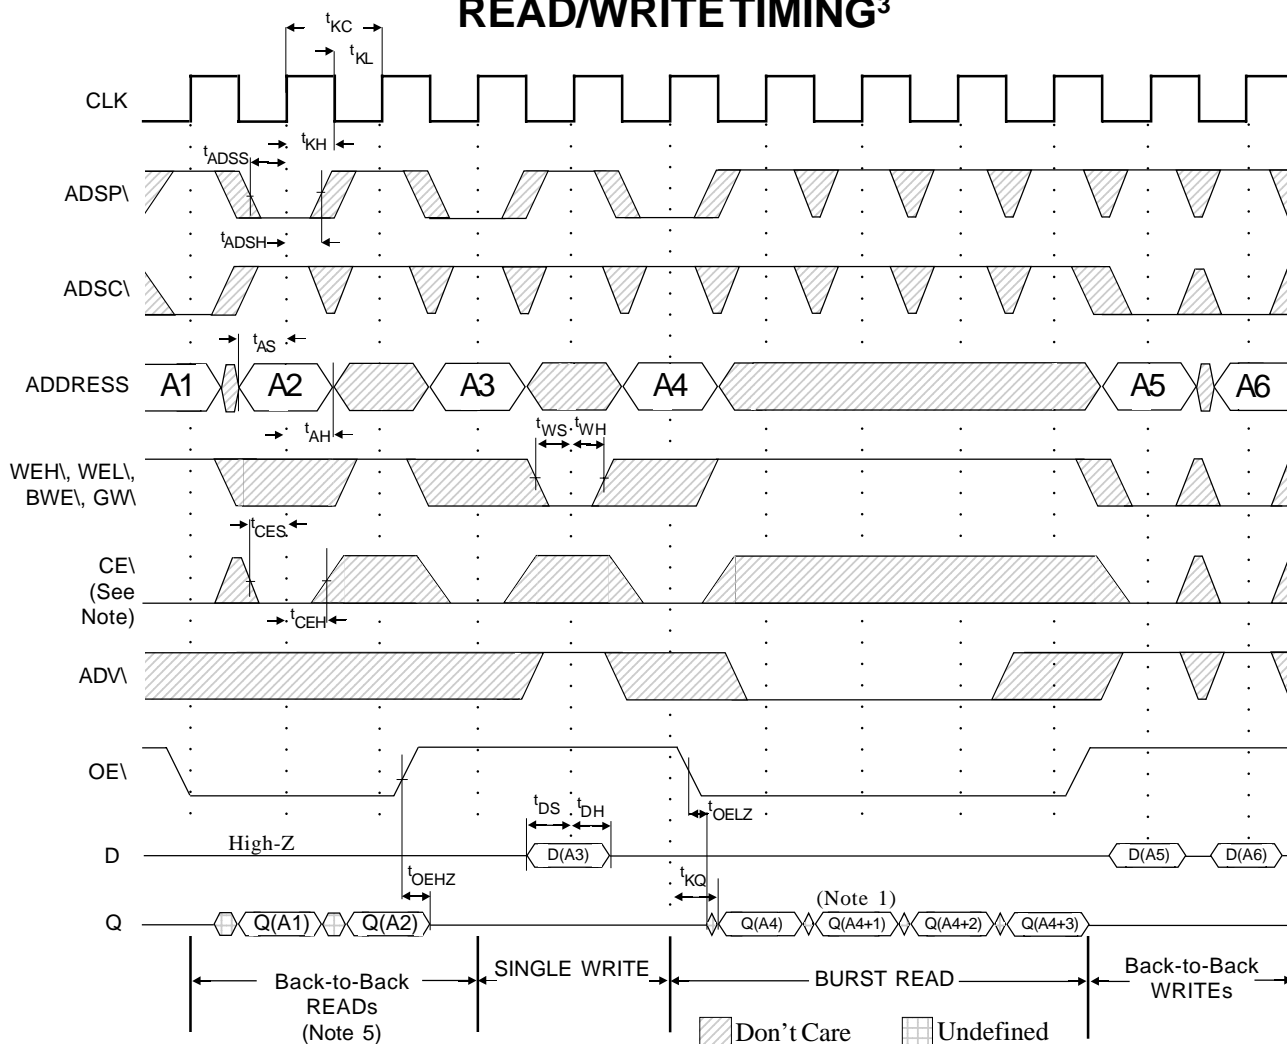 READ/WRITE TIMING³
tKC
tKL
CLK
tKH
tADSS
ADSP\
tADSH
ADSC\
tAS
ADDRESS
A1
A2
A3
A4
A5
A6
tAH
tWS
tWH
WEH\, WEL\,
BWE\, GW\
tCES
CE\
(See
Note)
tCEH
ADV\
OE\
tDS
tDH
tOELZ
High-Z
D
D(A3)
D(A5)
D(A6)
tOEHZ
tKQ
(Note 1)
Q
Q(A1)
Q(A2)
Q(A4)
Q(A4+1)
Q(A4+2)
Q(A4+3)
Back-to-Back
READs
(Note 5)
SINGLE WRITE
BURST READ
Back-to-Back
WRITEs
Don't Care
Undefined